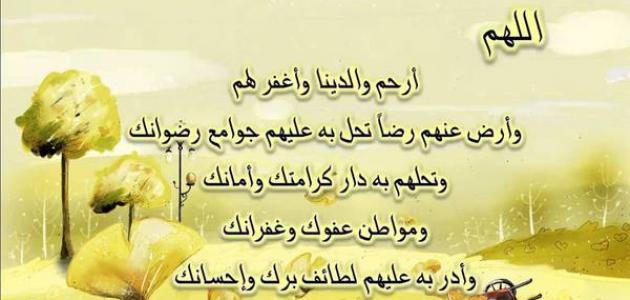 اللهم
أرحم والدينا وأغفر لهم
وأرض عنهم رضاً تحل به عليهم جوامع رضوانك
وتحلهم به دار كرامتك وأمانك
ومواطن عفوك وغفرانك
وأدر به عليهم لطائف برك وإحسانك